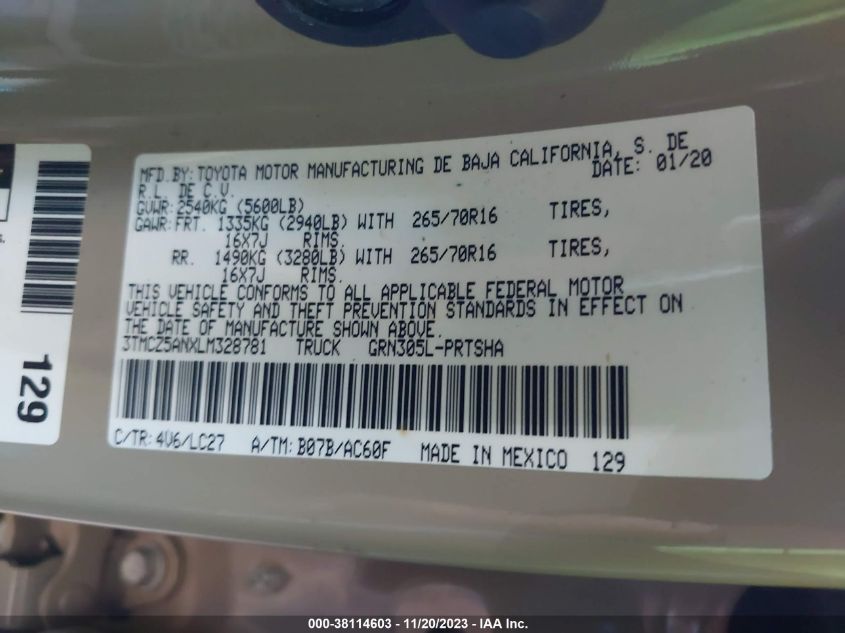 MFD.BY:TOYOTA MOTOR MANUFACTURING DE BAJA CALIFORNIA, S. DE
R.L. DE C.V. DATE: 01/20
GVWR:2540KG (5600LB)
GAWR:FRT. 1335KG (2940LB) WITH 265/70R16 TIRES,
16X7J RIMS.
RR. 1490KG (3280LB) WITH 265/70R16 TIRES,
16X7J RIMS.
THIS VEHICLE CONFORMS TO ALL APPLICABLE FEDERAL MOTOR
VEHICLE SAFETY AND THEFT PREVENTION STANDARDS IN EFFECT ON
THE DATE OF MANUFACTURE SHOWN ABOVE.
3TMCZ5ANXLM328781 TRUCK GRN305L-PRTSHA
C/TR:4V6/LC27 A/TM:B07B/AC60F MADE IN MEXICO 129
129
000-38114603 - 11/20/2023 - IAA Inc.